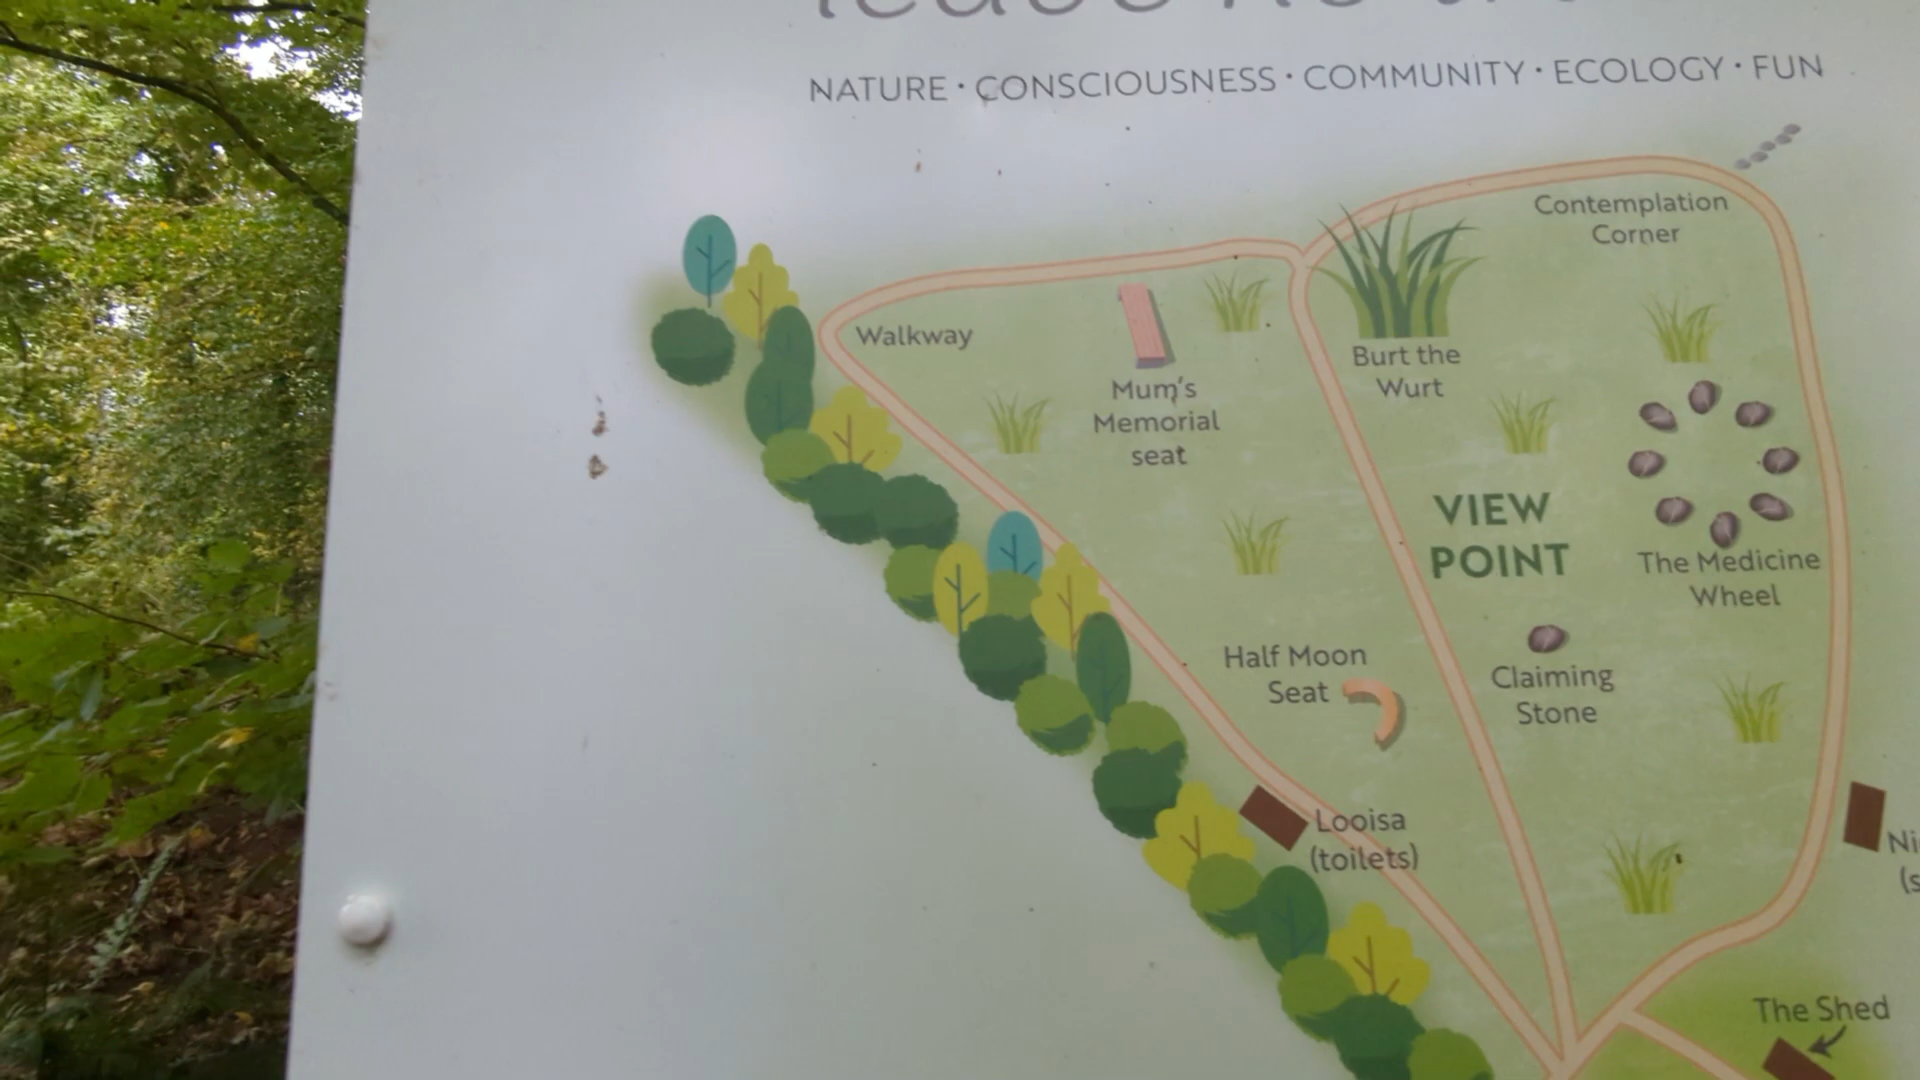 NATURE · CONSCIOUSNESS · COMMUNITY · ECOLOGY · FUN
Contemplation
Corner
Walkway
Burt the
Wurt
Mum's
Memorial
seat
VIEW
POINT
The Medicine
Wheel
Half Moon
Seat
Claiming
Stone
Looisa
(toilets)
The Shed